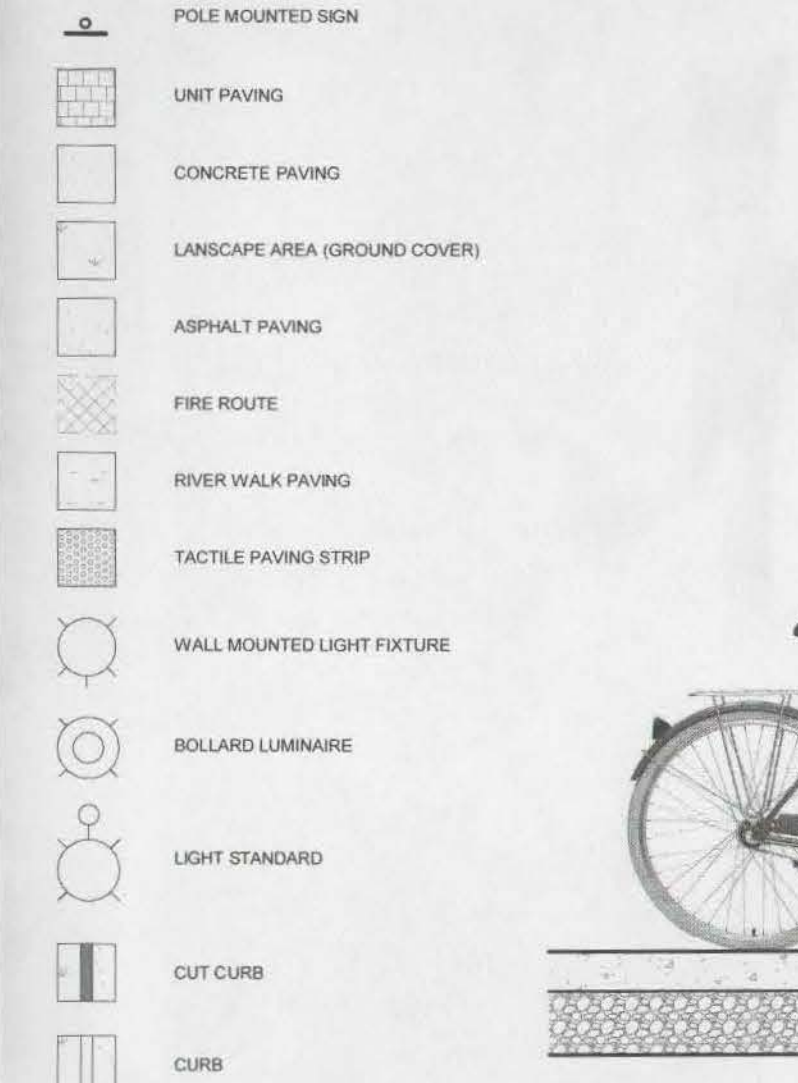 POLE MOUNTED SIGN
UNIT PAVING
CONCRETE PAVING
LANSCAPE AREA (GROUND COVER)
ASPHALT PAVING
FIRE ROUTE
RIVER WALK PAVING
TACTILE PAVING STRIP
WALL MOUNTED LIGHT FIXTURE
BOLLARD LUMINAIRE
LIGHT STANDARD
CUT CURB
CURB